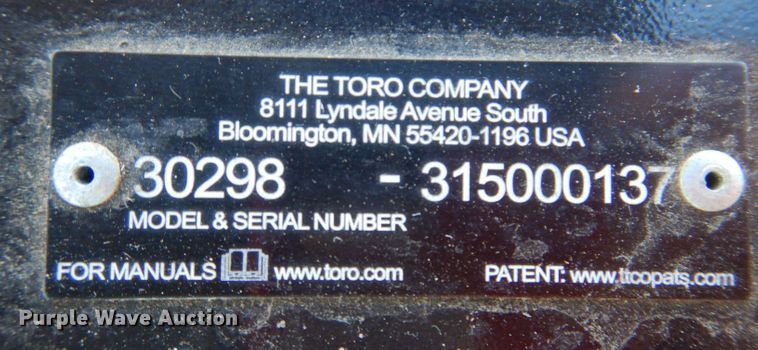 THE TORO COMPANY
8111 Lyndale Avenue South
Bloomington, MN 55420-1196 USA
30298 - 315000137
MODEL & SERIAL NUMBER
FOR MANUALS www.toro.com PATENT: www.ttcopats.com
Purple Wave Auction